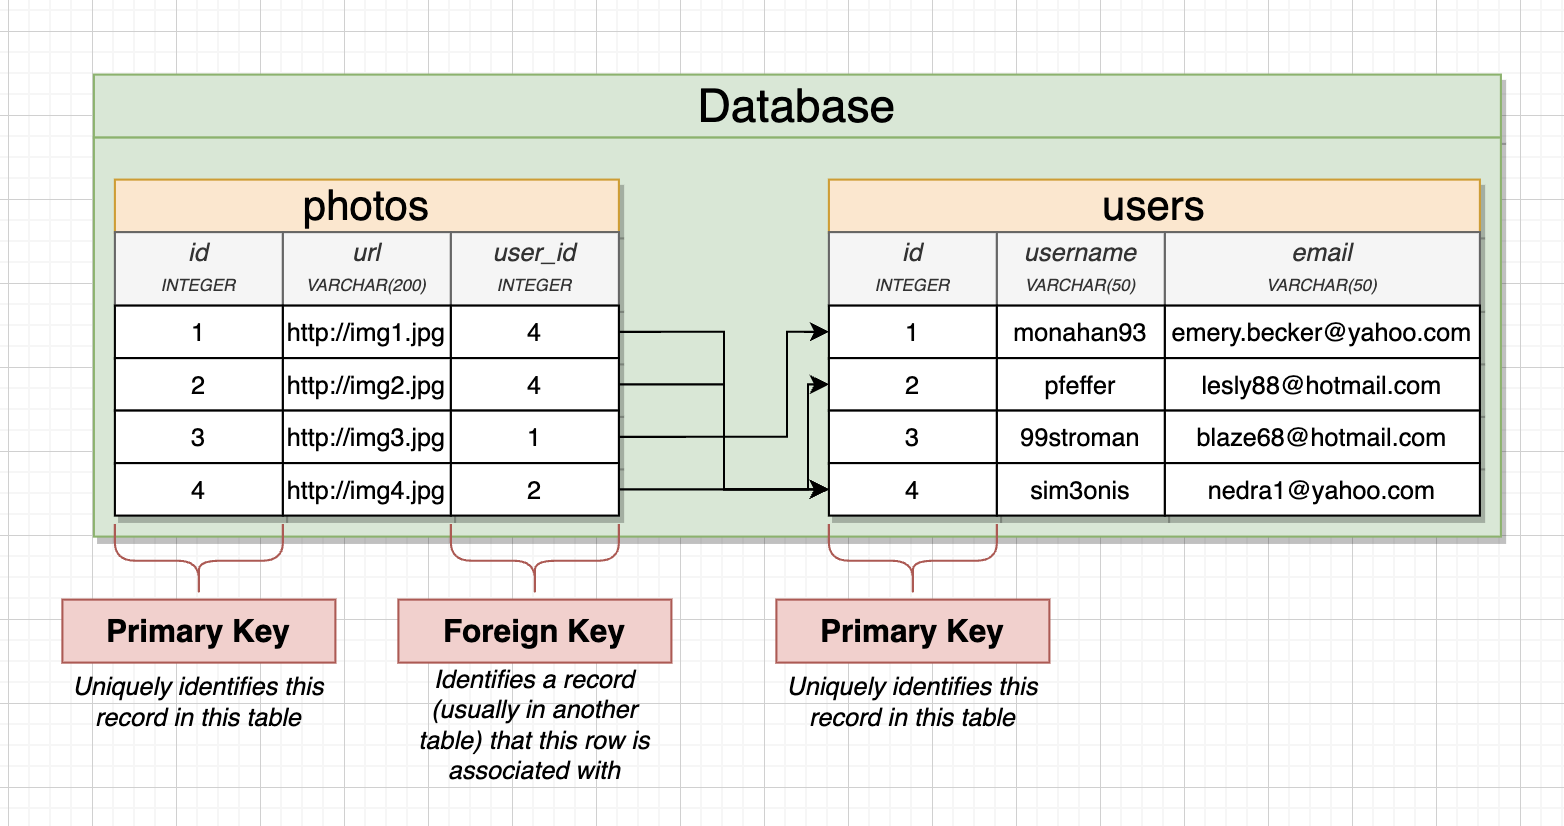 Database
photos
id url user_id
INTEGER VARCHAR(200) INTEGER
1 http://img1.jpg 4
2 http://img2.jpg 4
3 http://img3.jpg 1
4 http://img4.jpg 2
users
id username email
INTEGER VARCHAR(50) VARCHAR(50)
1 monahan93 emery.becker@yahoo.com
2 pfeffer lesly88@hotmail.com
3 99stroman blaze68@hotmail.com
4 sim3onis nedra1@yahoo.com
Primary Key
Uniquely identifies this
record in this table
Foreign Key
Identifies a record
(usually in another
table) that this row is
associated with
Primary Key
Uniquely identifies this
record in this table